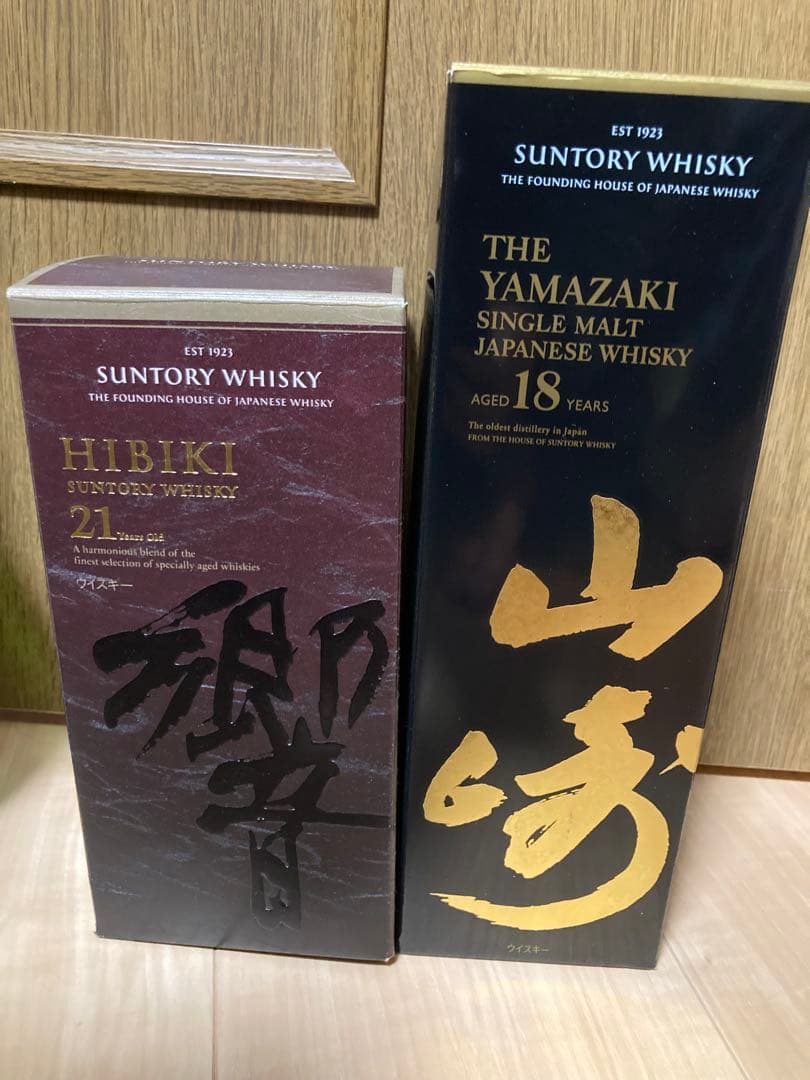 SUNTORY WHISKY
EST 1923
SUNTORY WHISKY
THE FOUNDING HOUSE OF JAPANESE WHISKY
HIBIKI
SUNTORY WHISKY
21 Years Old
A harmonious blend of the
finest selection of specially aged whiskies
ウイスキー
響
EST 1923
SUNTORY WHISKY
THE FOUNDING HOUSE OF JAPANESE WHISKY
THE
YAMAZAKI
SINGLE MALT
JAPANESE WHISKY
AGED 18 YEARS
The oldest distillery in Japan
FROM THE HOUSE OF SUNTORY WHISKY
山
崎
ウイスキー